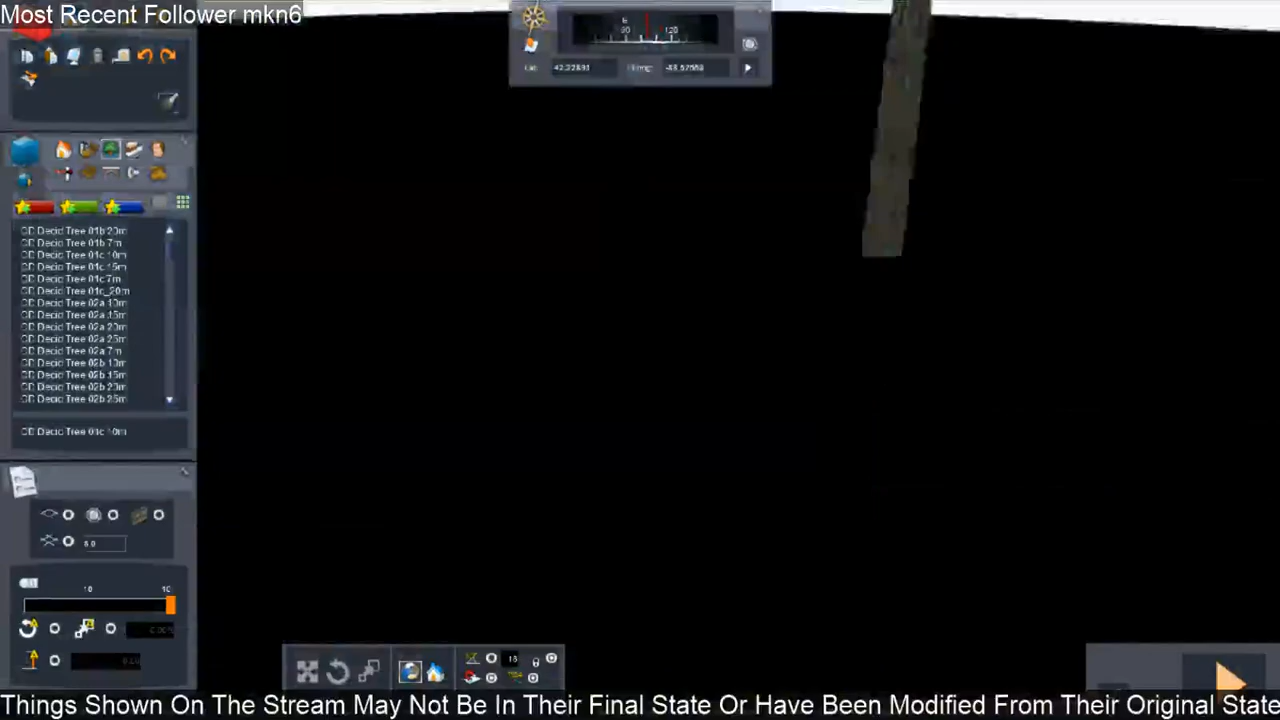 Most Recent Follower mkn6
E
90
120
CD Decid Tree 01b 20m
CD Decid Tree 01b 7m
CD Decid Tree 01c 10m
CD Decid Tree 01c 15m
CD Decid Tree 01c 7m
CD Decid Tree 01c_20m
CD Decid Tree 02a 10m
CD Decid Tree 02a 15m
CD Decid Tree 02a 20m
CD Decid Tree 02a 25m
CD Decid Tree 02a 7m
CD Decid Tree 02b 10m
CD Decid Tree 02b 15m
CD Decid Tree 02b 20m
CD Decid Tree 02b 25m
CD Decid Tree 01c 10m
10
Things Shown On The Stream May Not Be In Their Final State Or Have Been Modified From Their Original State